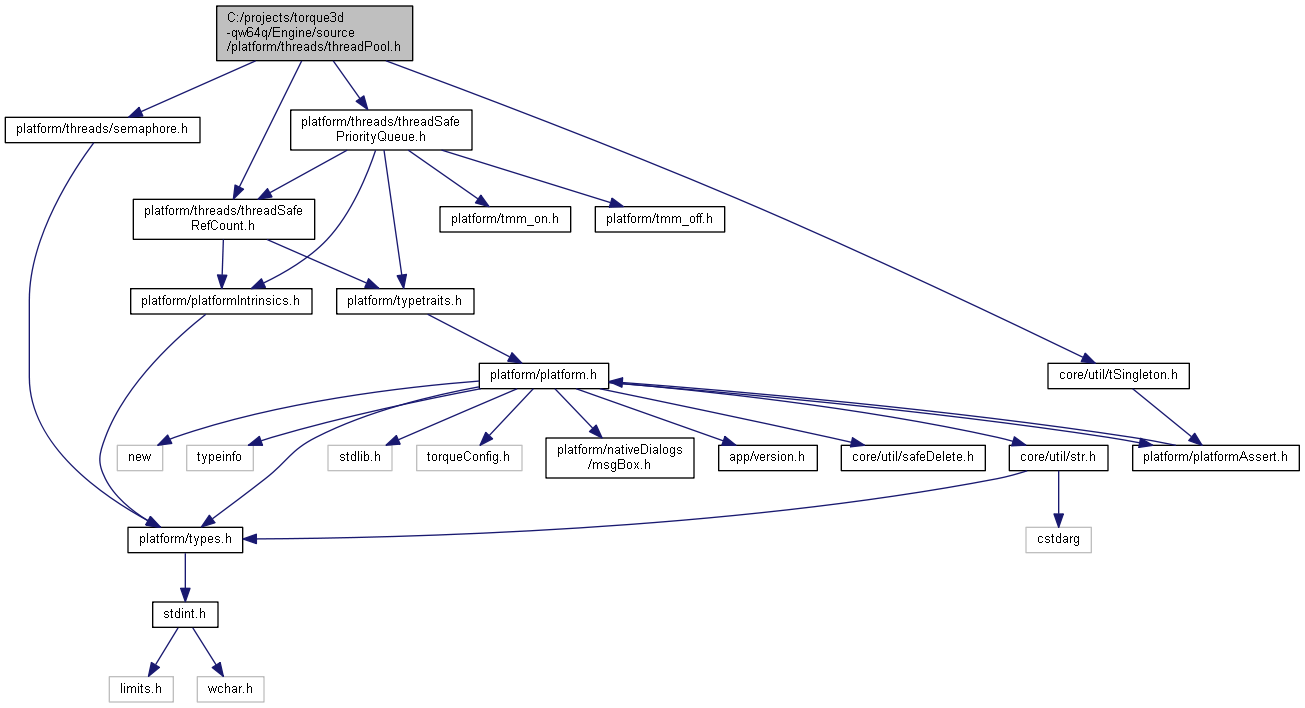 C:/projects/torque3d
-qw64q/Engine/source
/platform/threads/threadPool.h
platform/threads/semaphore.h
platform/threads/threadSafe
PriorityQueue.h
platform/threads/threadSafe
RefCount.h
platform/tmm_on.h
platform/tmm_off.h
platform/platformIntrinsics.h
platform/typetraits.h
platform/platform.h
core/util/tSingleton.h
new
typeinfo
stdlib.h
torqueConfig.h
platform/nativeDialogs
/msgBox.h
app/version.h
core/util/safeDelete.h
core/util/str.h
platform/platformAssert.h
platform/types.h
cstdarg
stdint.h
limits.h
wchar.h